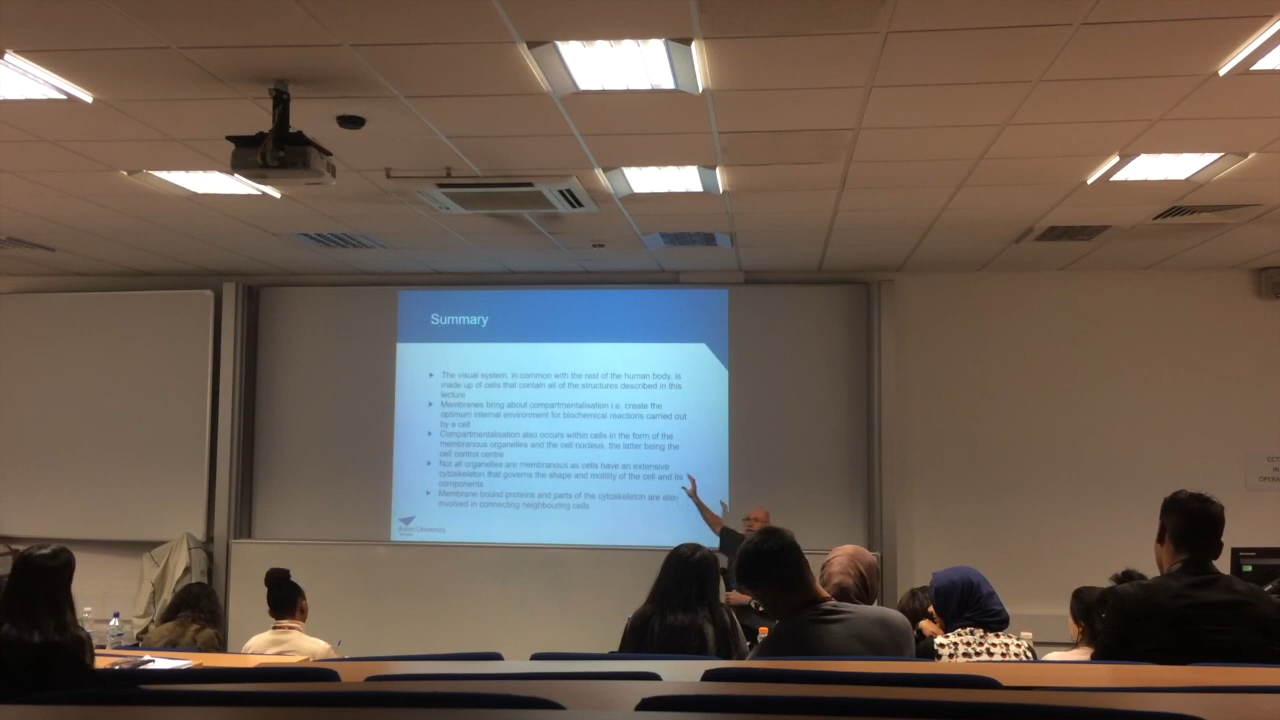 Summary
The visual system, in common with the rest of the human body, is
made up of cells that contain all of the structures described in this
lecture
Membranes bring about compartmentalisation i.e. create the
optimum internal environment for biochemical reactions carried out
by a cell
Compartmentalisation also occurs within cells in the form of the
membranous organelles and the cell nucleus, the latter being the
cell control centre
Not all organelles are membranous as cells have an extensive
cytoskeleton that governs the shape and motility of the cell and its
components
Membrane bound proteins and parts of the cytoskeleton are also
involved in connecting neighbouring cells
Aston University
CCT
OPERA